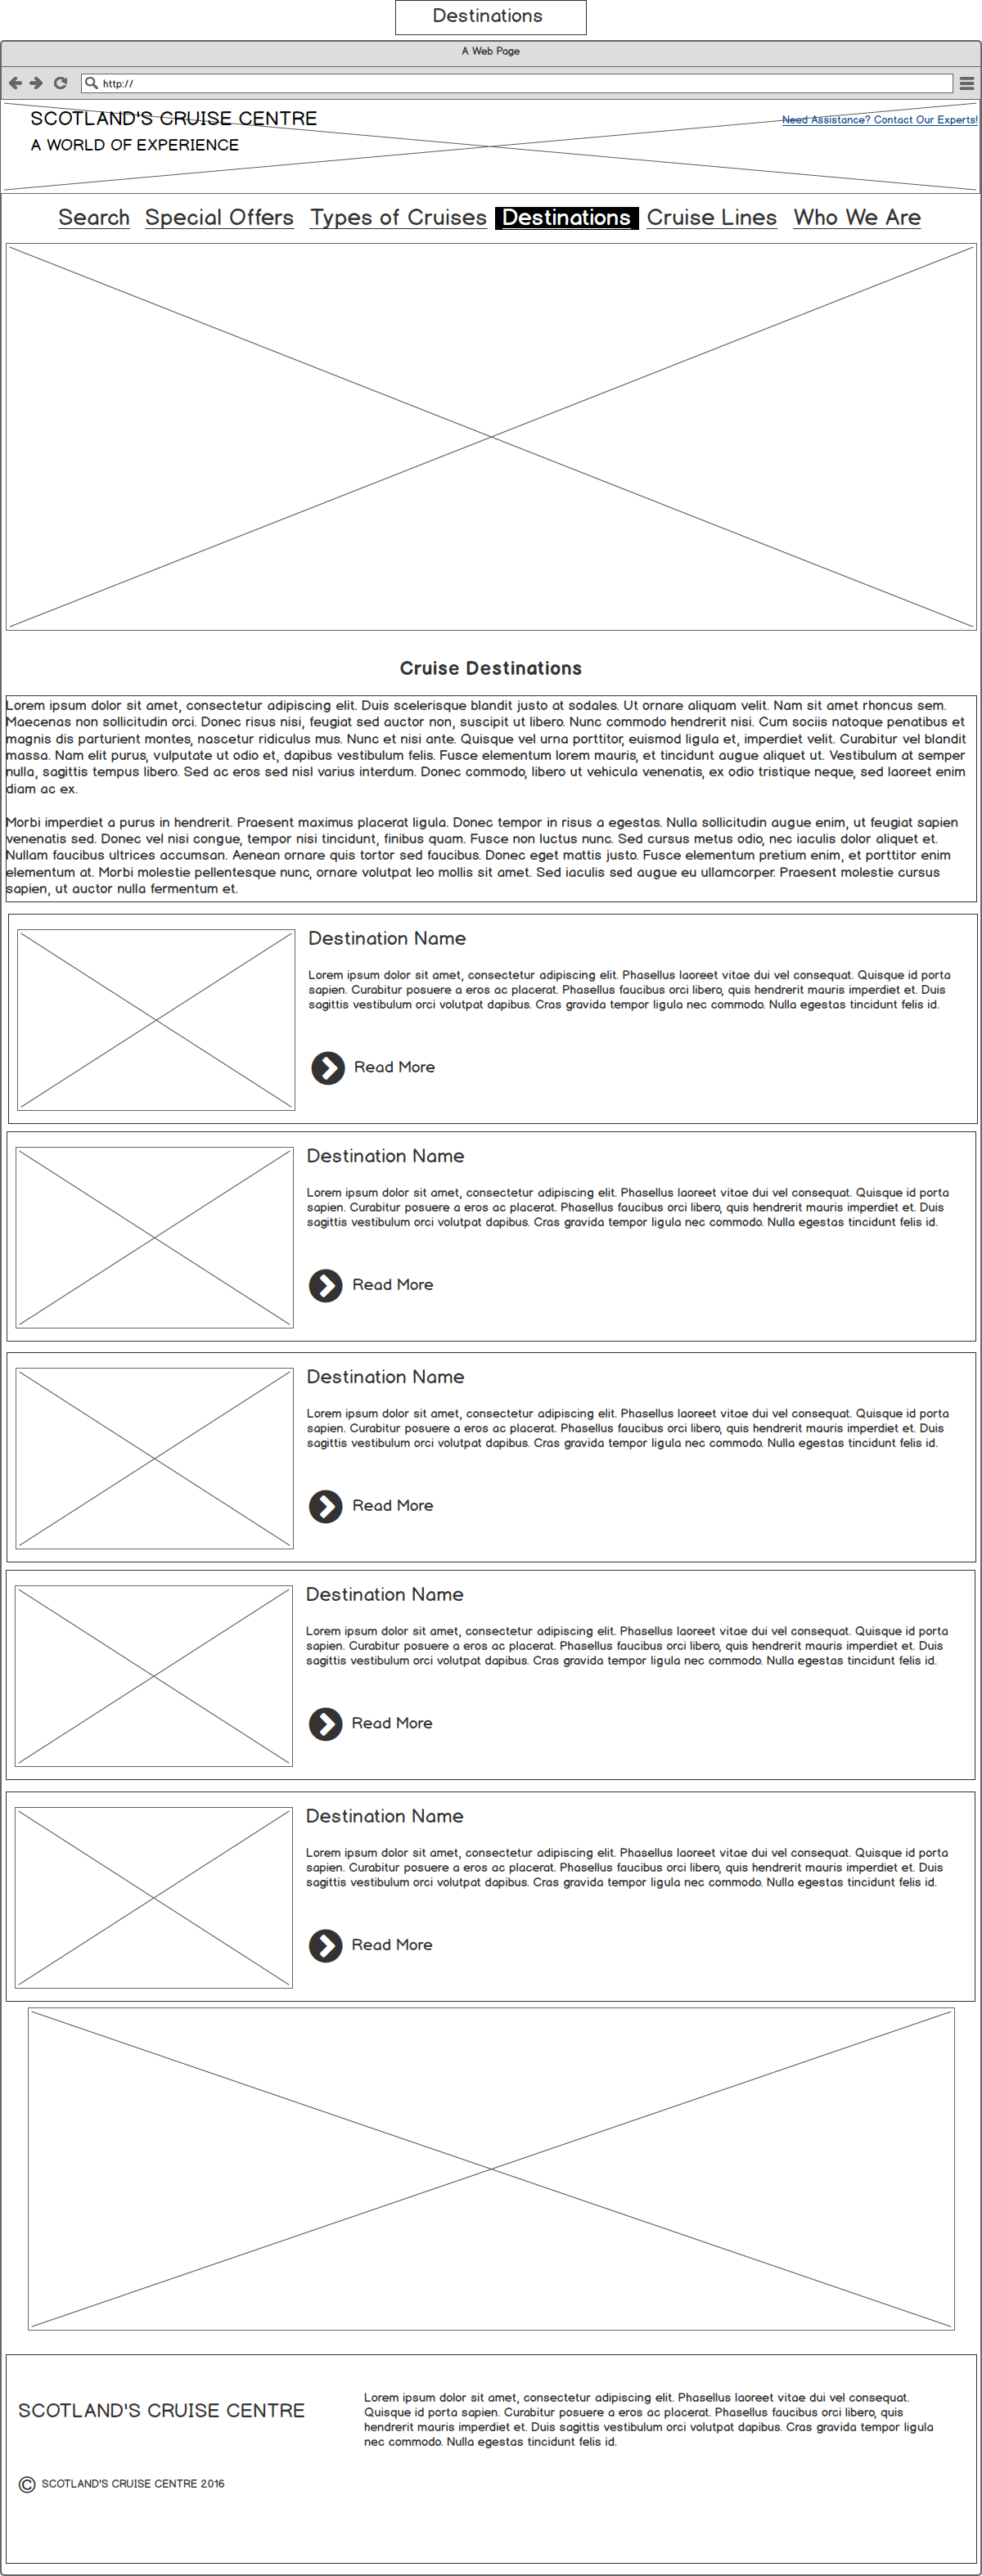 Destinations
A Web Page
http://
SCOTLAND'S CRUISE CENTRE
Need Assistance? Contact Our Experts!
A WORLD OF EXPERIENCE
Search Special Offers Types of Cruises Destinations Cruise Lines Who We Are
Cruise Destinations
Lorem ipsum dolor sit amet, consectetur adipiscing elit. Duis scelerisque blandit justo at sodales. Ut ornare aliquam velit. Nam sit amet rhoncus sem.
Maecenas non sollicitudin orci. Donec risus nisi, feugiat sed auctor non, suscipit ut libero. Nunc commodo hendrerit nisi. Cum sociis natoque penatibus et
magnis dis parturient montes, nascetur ridiculus mus. Nunc et nisi ante. Quisque vel urna porttitor, euismod ligula et, imperdiet velit. Curabitur vel blandit
massa. Nam elit purus, vulputate ut odio et, dapibus vestibulum felis. Fusce elementum lorem mauris, et tincidunt augue aliquet ut. Vestibulum at semper
nulla, sagittis tempus libero. Sed ac eros sed nisl varius interdum. Donec commodo, libero ut vehicula venenatis, ex odio tristique neque, sed laoreet enim
diam ac ex.
Morbi imperdiet a purus in hendrerit. Praesent maximus placerat ligula. Donec tempor in risus a egestas. Nulla sollicitudin augue enim, ut feugiat sapien
venenatis sed. Donec vel nisi congue, tempor nisi tincidunt, finibus quam. Fusce non luctus nunc. Sed cursus metus odio, nec iaculis dolor aliquet et.
Nullam faucibus ultrices accumsan. Aenean ornare quis tortor sed faucibus. Donec eget mattis justo. Fusce elementum pretium enim, et porttitor enim
elementum at. Morbi molestie pellentesque nunc, ornare volutpat leo mollis sit amet. Sed iaculis sed augue eu ullamcorper. Praesent molestie cursus
sapien, ut auctor nulla fermentum et.
Destination Name
Lorem ipsum dolor sit amet, consectetur adipiscing elit. Phasellus laoreet vitae dui vel consequat. Quisque id porta
sapien. Curabitur posuere a eros ac placerat. Phasellus faucibus orci libero, quis hendrerit mauris imperdiet et. Duis
sagittis vestibulum orci volutpat dapibus. Cras gravida tempor ligula nec commodo. Nulla egestas tincidunt felis id.
Read More
Destination Name
Lorem ipsum dolor sit amet, consectetur adipiscing elit. Phasellus laoreet vitae dui vel consequat. Quisque id porta
sapien. Curabitur posuere a eros ac placerat. Phasellus faucibus orci libero, quis hendrerit mauris imperdiet et. Duis
sagittis vestibulum orci volutpat dapibus. Cras gravida tempor ligula nec commodo. Nulla egestas tincidunt felis id.
Read More
Destination Name
Lorem ipsum dolor sit amet, consectetur adipiscing elit. Phasellus laoreet vitae dui vel consequat. Quisque id porta
sapien. Curabitur posuere a eros ac placerat. Phasellus faucibus orci libero, quis hendrerit mauris imperdiet et. Duis
sagittis vestibulum orci volutpat dapibus. Cras gravida tempor ligula nec commodo. Nulla egestas tincidunt felis id.
Read More
Destination Name
Lorem ipsum dolor sit amet, consectetur adipiscing elit. Phasellus laoreet vitae dui vel consequat. Quisque id porta
sapien. Curabitur posuere a eros ac placerat. Phasellus faucibus orci libero, quis hendrerit mauris imperdiet et. Duis
sagittis vestibulum orci volutpat dapibus. Cras gravida tempor ligula nec commodo. Nulla egestas tincidunt felis id.
Read More
Destination Name
Lorem ipsum dolor sit amet, consectetur adipiscing elit. Phasellus laoreet vitae dui vel consequat. Quisque id porta
sapien. Curabitur posuere a eros ac placerat. Phasellus faucibus orci libero, quis hendrerit mauris imperdiet et. Duis
sagittis vestibulum orci volutpat dapibus. Cras gravida tempor ligula nec commodo. Nulla egestas tincidunt felis id.
Read More
SCOTLAND'S CRUISE CENTRE
Lorem ipsum dolor sit amet, consectetur adipiscing elit. Phasellus laoreet vitae dui vel consequat.
Quisque id porta sapien. Curabitur posuere a eros ac placerat. Phasellus faucibus orci libero, quis
hendrerit mauris imperdiet et. Duis sagittis vestibulum orci volutpat dapibus. Cras gravida tempor ligula
nec commodo. Nulla egestas tincidunt felis id.
© SCOTLAND'S CRUISE CENTRE 2016